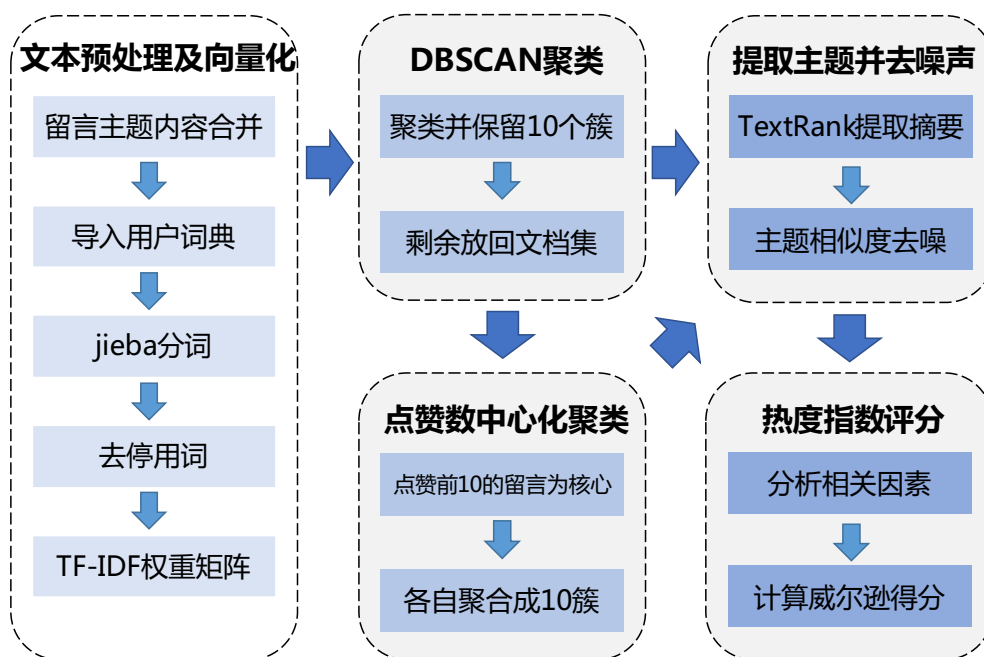 文本预处理及向量化
留言主题内容合并
导入用户词典
jieba分词
去停用词
TF-IDF权重矩阵
DBSCAN聚类
聚类并保留10个簇
剩余放回文档集
点赞数中心化聚类
点赞前10的留言为核心
各自聚合成10簇
提取主题并去噪声
TextRank提取摘要
主题相似度去噪
热度指数评分
分析相关因素
计算威尔逊得分